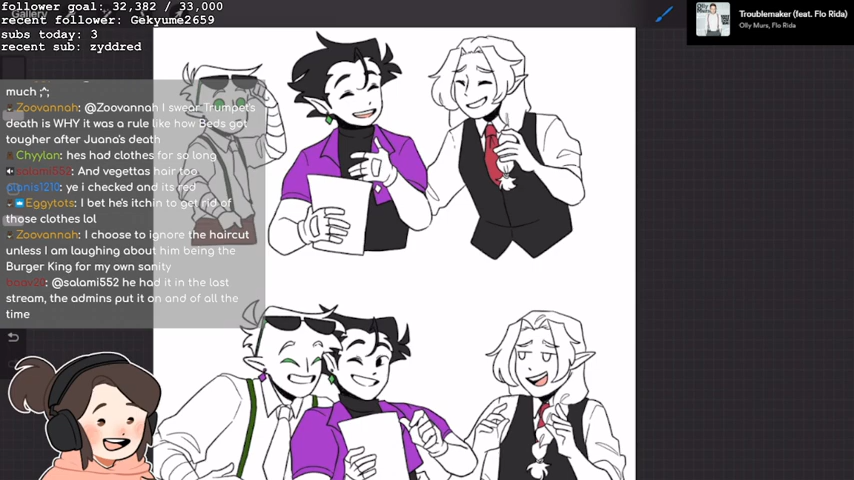 follower goal: 32,382 / 33,000
Gallery
recent follower: Gekyume2659
subs today: 3
recent sub: zyddred
Troublemaker (feat. Flo Rida)
Olly Murs, Flo Rida
much ;^;
Zoovannah: @Zoovannah I swear Trumpets
death is WHY it was a rule like how Beds got
tougher after Juana's death
Chyylan: hes had clothes for so long
salami552: And vegettas hair too
ye i checked and its red
Eggytots: I bet he's itchin to get rid of
those clothes lol
Zoovannah: I choose to ignore the haircut
unless I am laughing about him being the
Burger King for my own sanity
@salami552 he had it in the last
stream, the admins put it on and of all the
time